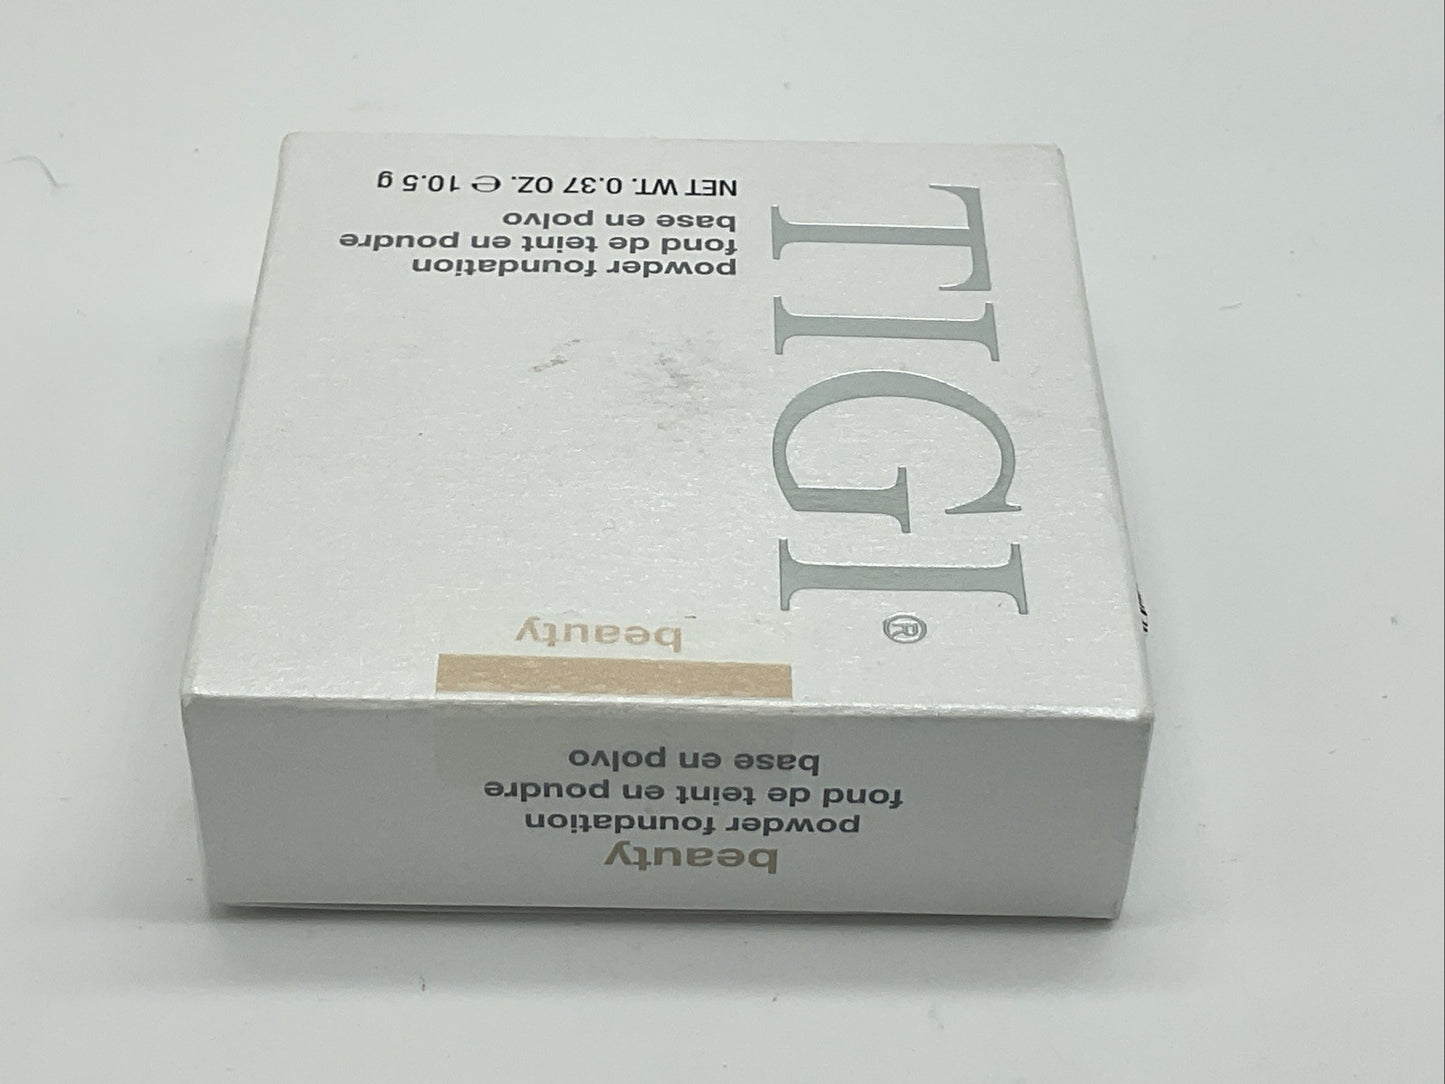 TIGI®
powder foundation
fond de teint en poudre
base en polvo
NET WT. 0.37 OZ. ℮ 10.5 g
beauty
beauty
powder foundation
fond de teint en poudre
base en polvo